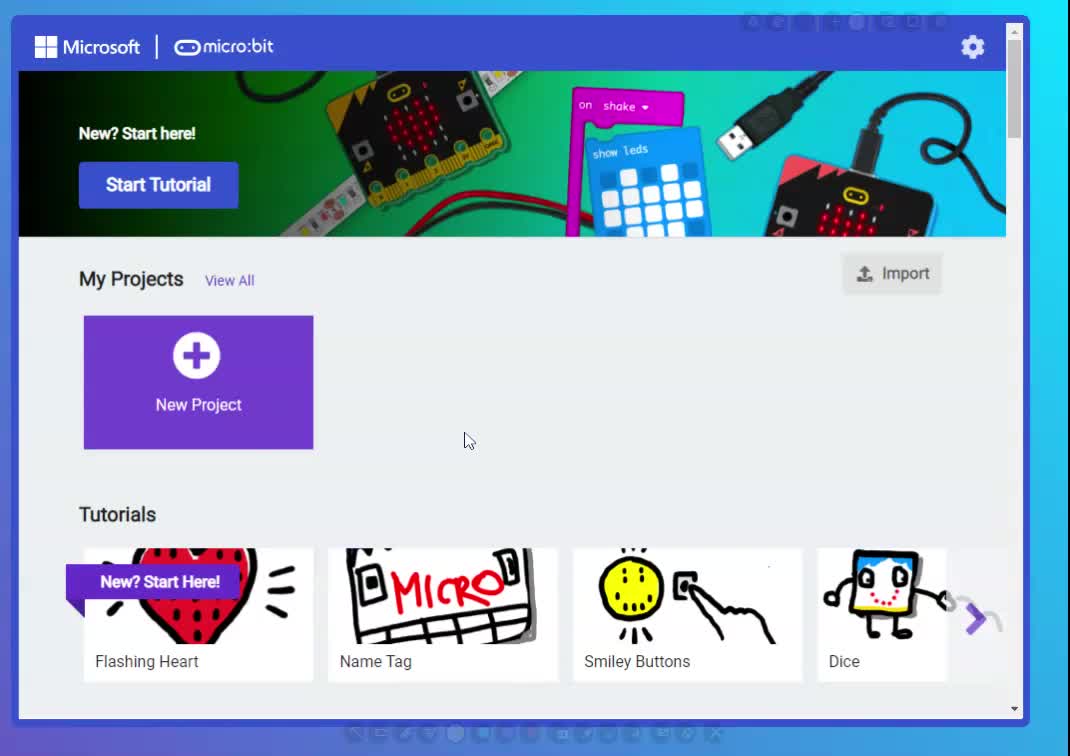 Microsoft | micro:bit
New? Start here!
Start Tutorial
on shake
show leds
My Projects
View All
Import
New Project
Tutorials
New? Start Here!
MICRO
Flashing Heart
Name Tag
Smiley Buttons
Dice